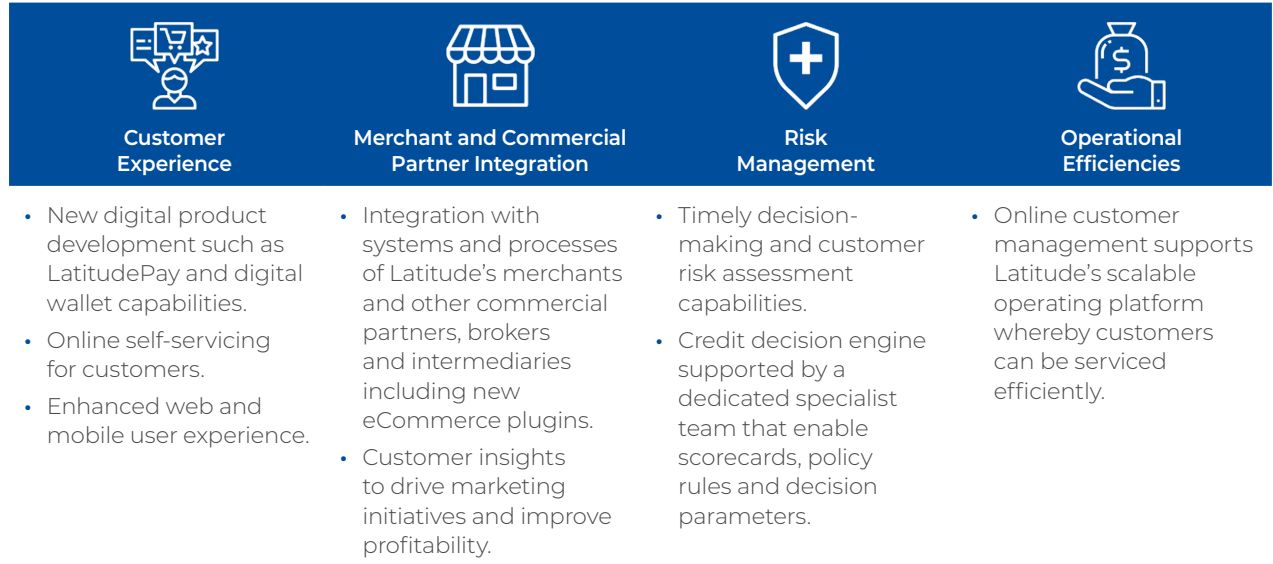 Customer
Experience
Merchant and Commercial
Partner Integration
Risk
Management
$
Operational
Efficiencies
• New digital product
development such as
LatitudePay and digital
wallet capabilities.
• Online self-servicing
for customers.
• Enhanced web and
mobile user experience.
• Integration with
systems and processes
of Latitude’s merchants
and other commercial
partners, brokers
and intermediaries
including new
eCommerce plugins.
• Customer insights
to drive marketing
initiatives and improve
profitability.
• Timely decision-
making and customer
risk assessment
capabilities.
• Credit decision engine
supported by a
dedicated specialist
team that enable
scorecards, policy
rules and decision
parameters.
• Online customer
management supports
Latitude’s scalable
operating platform
whereby customers
can be serviced
efficiently.